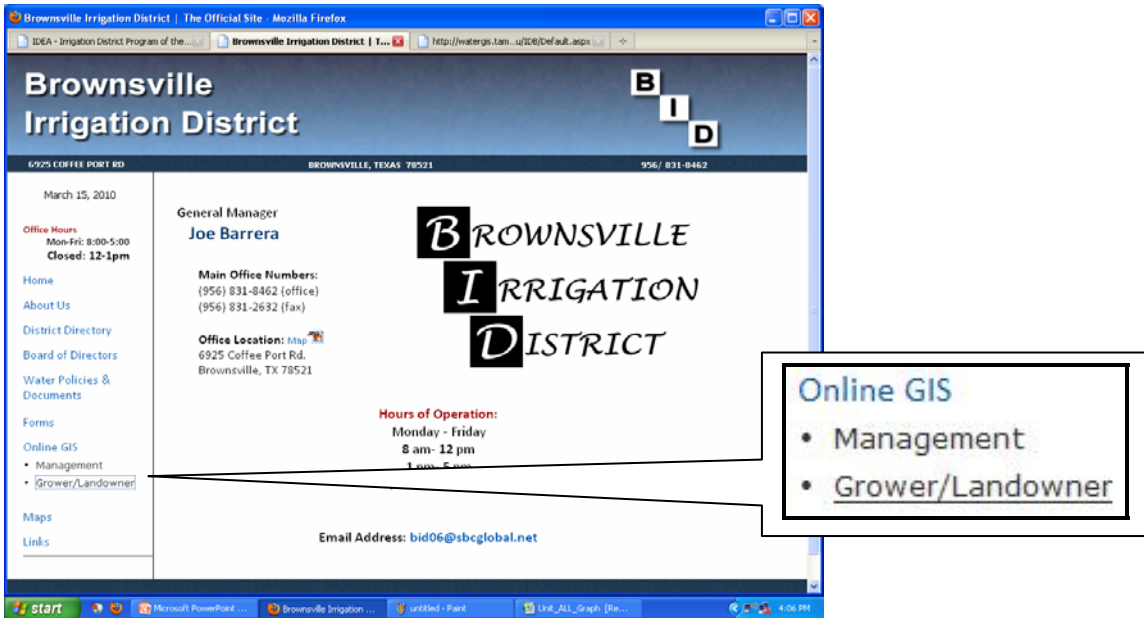 Brownsville Irrigation District | The Official Site - Mozilla Firefox
IDEA - Irrigation District Program of the...
Brownsville Irrigation District | T...
http://watergis.tam...u/IDB/Default.aspx
Brownsville
Irrigation District
B
I
D
6925 COFFEE PORT RD
BROWNSVILLE, TEXAS 78521
956/ 831-8462
March 15, 2010
Office Hours
Mon-Fri: 8:00-5:00
Closed: 12-1pm
Home
About Us
District Directory
Board of Directors
Water Policies &
Documents
Forms
Online GIS
• Management
• Grower/Landowner
Maps
Links
General Manager
Joe Barrera
Main Office Numbers:
(956) 831-8462 (office)
(956) 831-2632 (fax)
Office Location: Map
6925 Coffee Port Rd.
Brownsville, TX 78521
BROWNSVILLE
IRRIGATION
DISTRICT
Hours of Operation:
Monday - Friday
8 am- 12 pm
1 pm- 5 pm
Email Address: bid06@sbcglobal.net
Online GIS
• Management
• Grower/Landowner
start
Microsoft PowerPoint ...
Brownsville Irrigation ...
untitled - Paint
Unit_ALL_Graph [Re...
4:06 PM